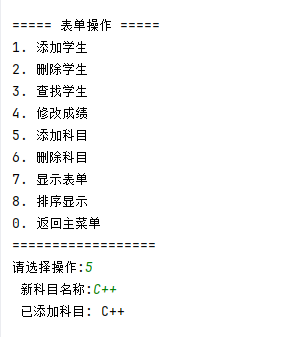 ===== 表单操作 =====
1. 添加学生
2. 删除学生
3. 查找学生
4. 修改成绩
5. 添加科目
6. 删除科目
7. 显示表单
8. 排序显示
0. 返回主菜单
==================
请选择操作:5
新科目名称:C++
已添加科目: C++